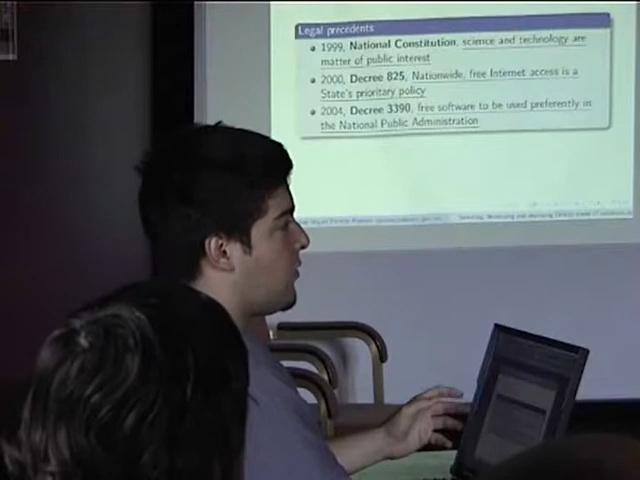 Legal precedents
1999, National Constitution, science and technology are
matter of public interest
2000, Decree 825, Nationwide, free Internet access is a
State's prioritary policy
2004, Decree 3390, free software to be used preferently in
the National Public Administration